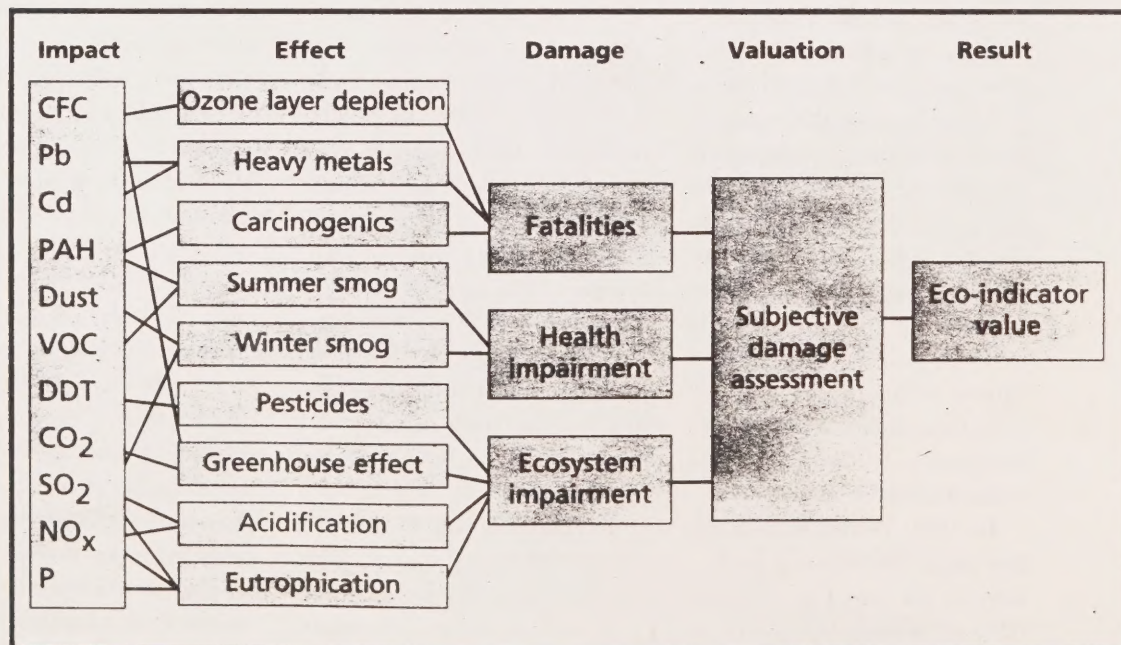 Impact Effect Damage Valuation Result
CFC
Pb
Cd
PAH
Dust
VOC
DDT
CO₂
SO₂
NOₓ
P
Ozone layer depletion
Heavy metals
Carcinogenics
Summer smog
Winter smog
Pesticides
Greenhouse effect
Acidification
Eutrophication
Fatalities
Health
impairment
Ecosystem
impairment
Subjective
damage
assessment
Eco-indicator
value